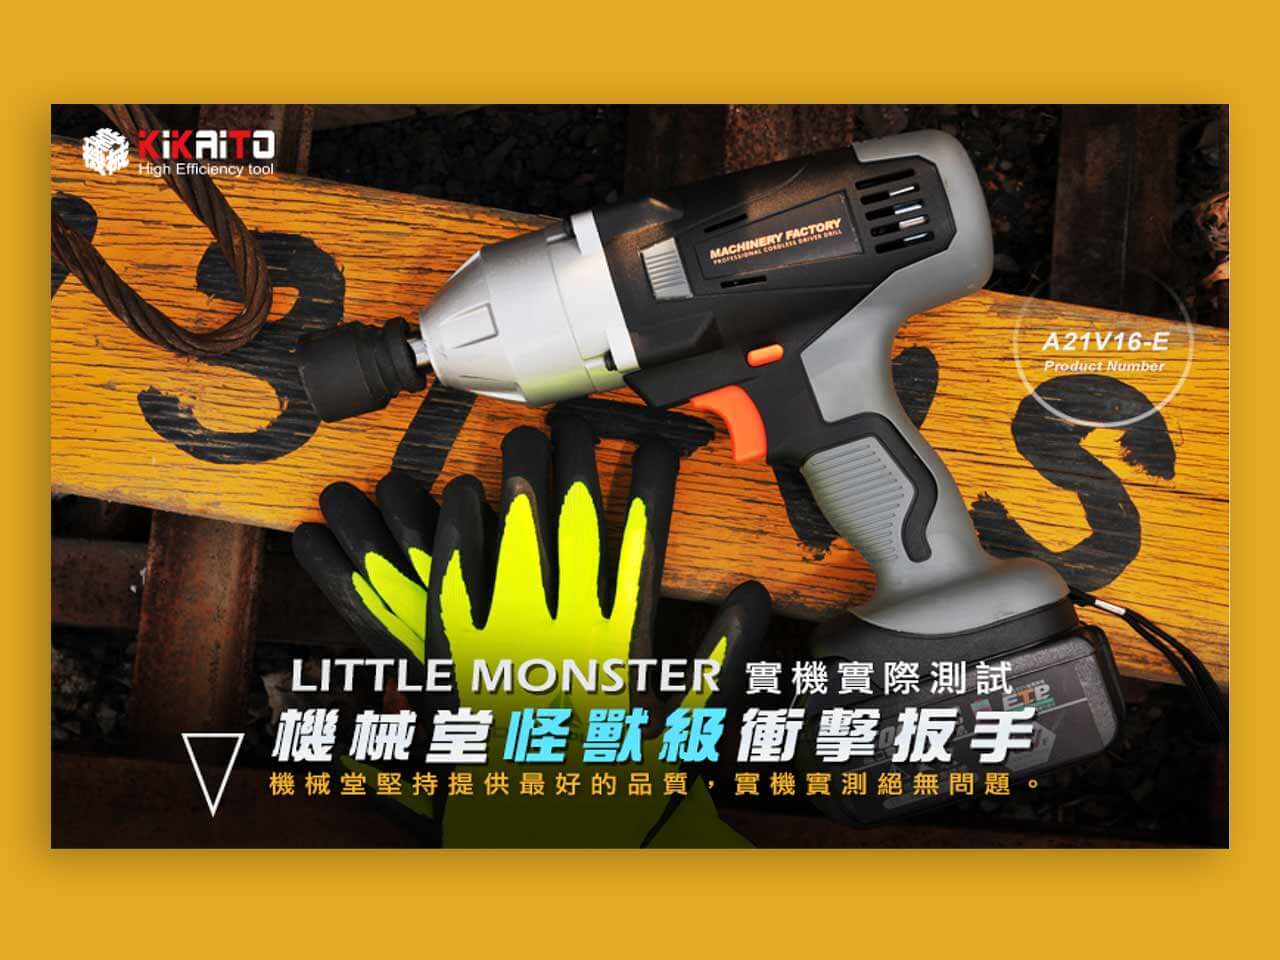 KiKAiTO
High Efficiency tool
MACHINERY FACTORY
PROFESSIONAL CORDLESS DRIVER DRILL
A21V16-E
Product Number
LITTLE MONSTER 實機實際測試
ETP
機械堂怪獸級衝擊扳手
機械堂堅持提供最好的品質，實機實測絕無問題。